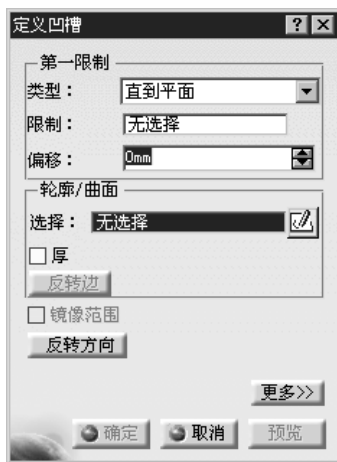 定义凹槽
第一限制
类型： 直到平面
限制： 无选择
偏移： 0mm
轮廓/曲面
选择： 无选择
厚
反转边
镜像范围
反转方向
更多>>
确定 取消 预览